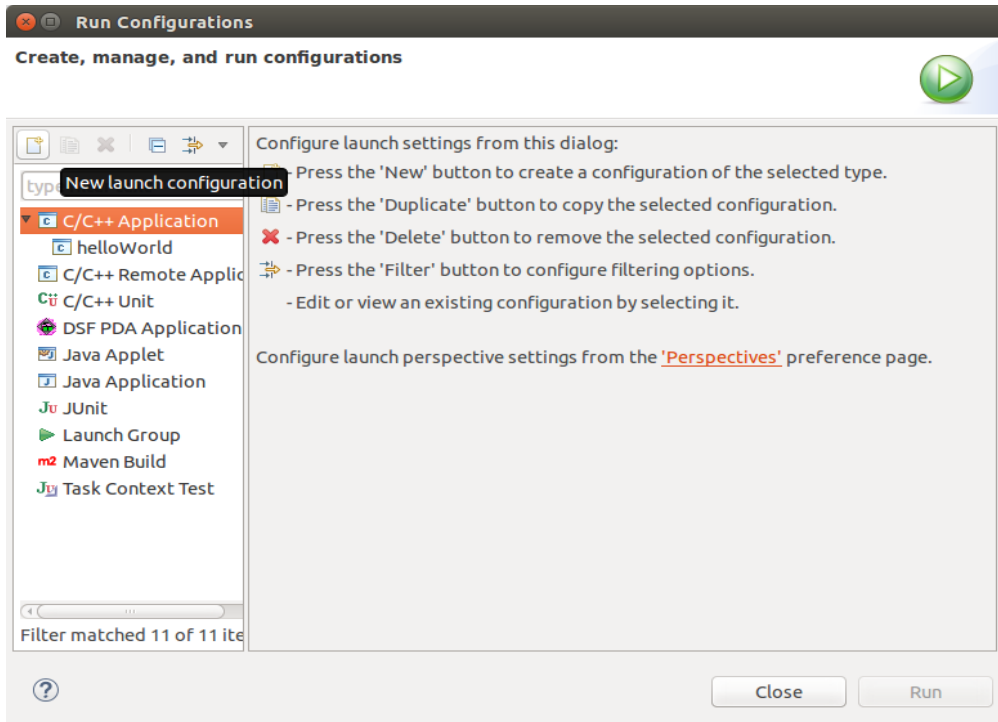 Run Configurations
Create, manage, and run configurations
New launch configuration
C/C++ Application
helloWorld
C/C++ Remote Applic
C/C++ Unit
DSF PDA Application
Java Applet
Java Application
JUnit
Launch Group
Maven Build
Task Context Test
Filter matched 11 of 11 ite
Configure launch settings from this dialog:
- Press the 'New' button to create a configuration of the selected type.
- Press the 'Duplicate' button to copy the selected configuration.
- Press the 'Delete' button to remove the selected configuration.
- Press the 'Filter' button to configure filtering options.
- Edit or view an existing configuration by selecting it.
Configure launch perspective settings from the 'Perspectives' preference page.
Close
Run